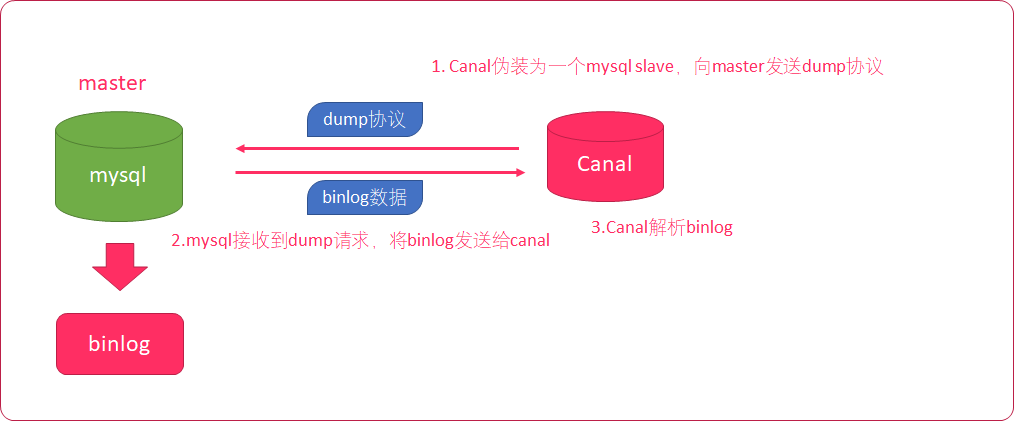 1. Canal伪装为一个mysql slave，向master发送dump协议
master
dump协议
mysql
Canal
binlog数据
2.mysql接收到dump请求，将binlog发送给canal
3.Canal解析binlog
binlog